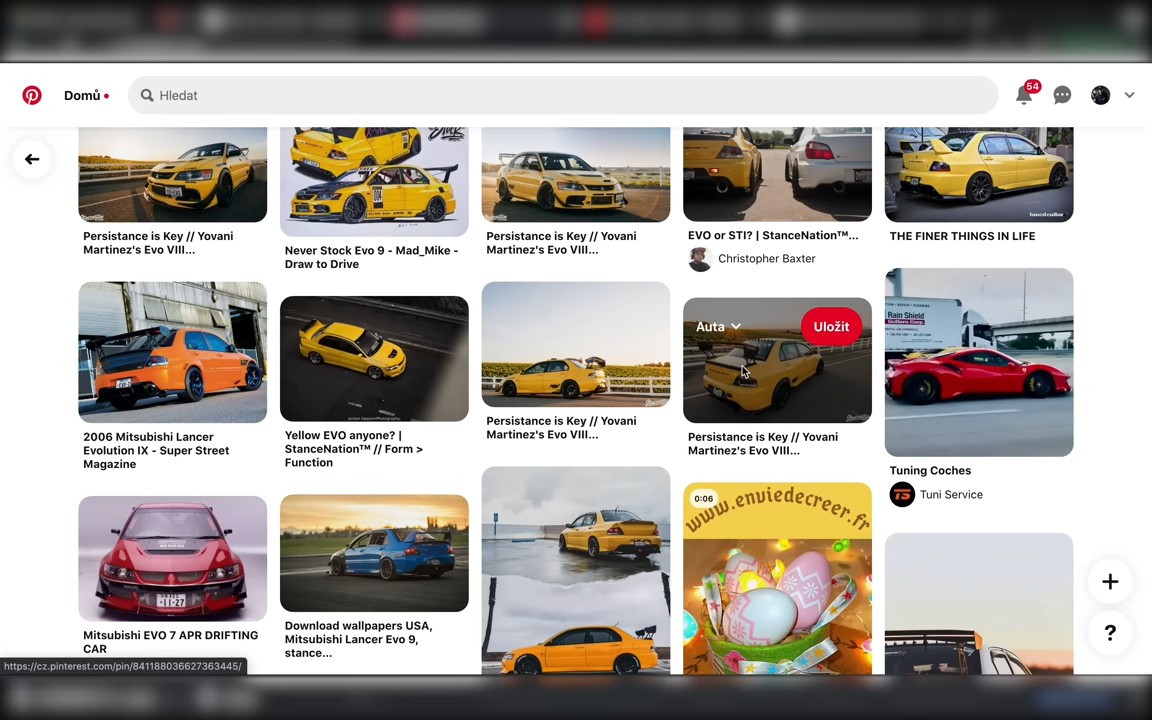 Domů
Hledat
54
Persistance is Key // Yovani
Martinez's Evo VIII...
Never Stock Evo 9 - Mad_Mike -
Draw to Drive
Persistance is Key // Yovani
Martinez's Evo VIII...
EVO or STI? | StanceNation™...
Christopher Baxter
THE FINER THINGS IN LIFE
2006 Mitsubishi Lancer
Evolution IX - Super Street
Magazine
Yellow EVO anyone? |
StanceNation™ // Form >
Function
Persistance is Key // Yovani
Martinez's Evo VIII...
Auta
Uložit
Persistance is Key // Yovani
Martinez's Evo VIII...
Rain Shield
Tuning Coches
TS
Tuni Service
Mitsubishi EVO 7 APR DRIFTING
CAR
11-27
Download wallpapers USA,
Mitsubishi Lancer Evo 9,
stance...
0:06
www.enviedecreer.fr
+
?
https://cz.pinterest.com/pin/841188036627363445/